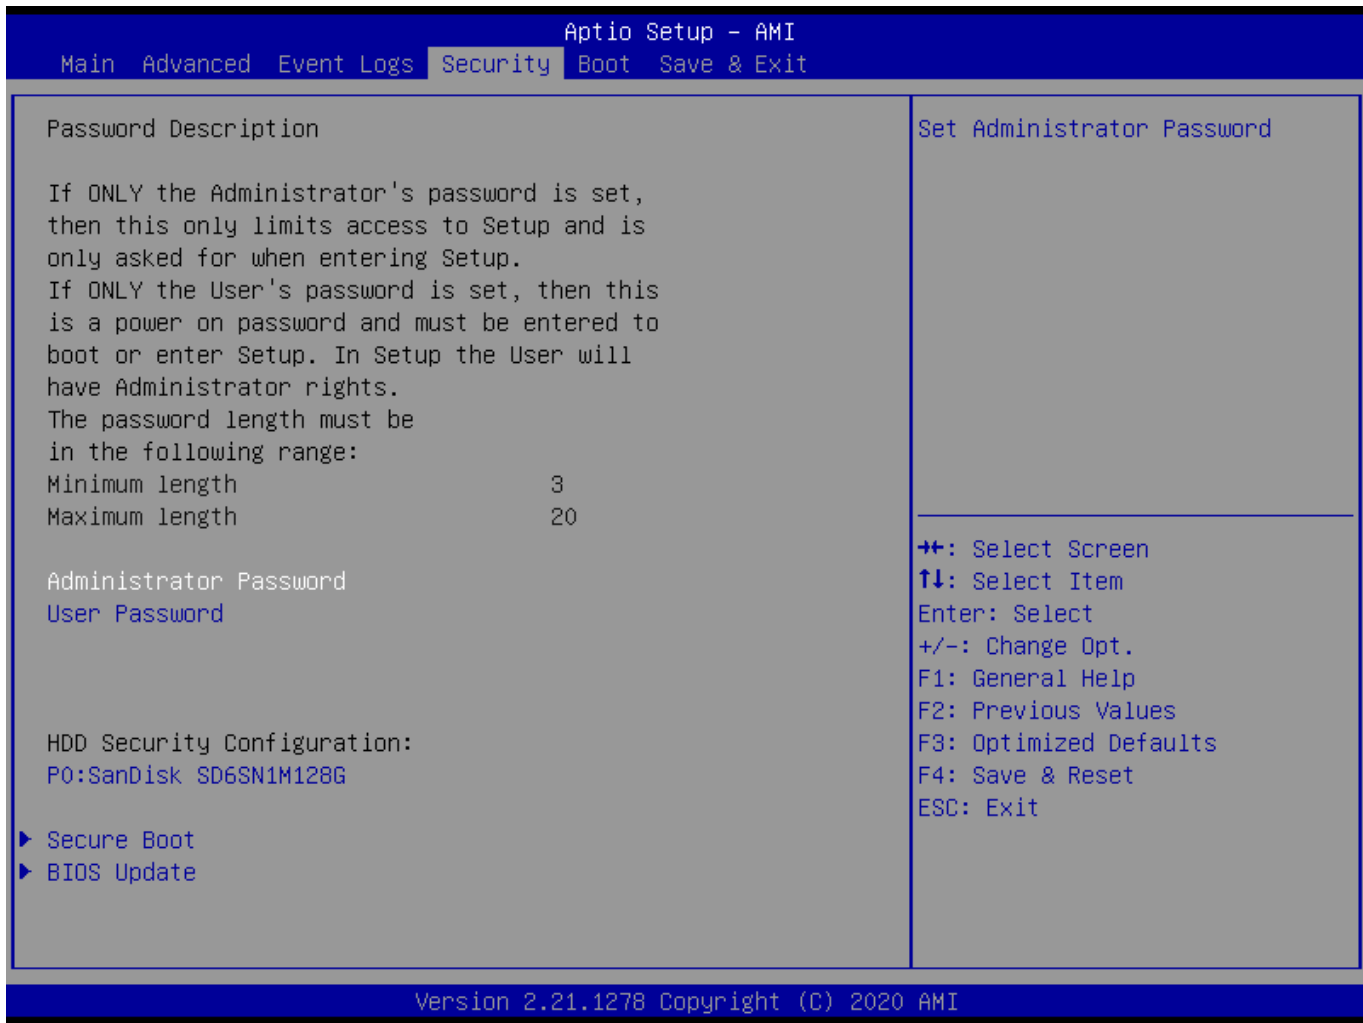 Aptio Setup – AMI
Main Advanced Event Logs Security Boot Save & Exit
Password Description
If ONLY the Administrator's password is set,
then this only limits access to Setup and is
only asked for when entering Setup.
If ONLY the User's password is set, then this
is a power on password and must be entered to
boot or enter Setup. In Setup the User will
have Administrator rights.
The password length must be
in the following range:
Minimum length 3
Maximum length 20
Administrator Password
User Password
HDD Security Configuration:
P0:SanDisk SD6SN1M128G
Secure Boot
BIOS Update
Set Administrator Password
→←: Select Screen
↑↓: Select Item
Enter: Select
+/-: Change Opt.
F1: General Help
F2: Previous Values
F3: Optimized Defaults
F4: Save & Reset
ESC: Exit
Version 2.21.1278 Copyright (C) 2020 AMI